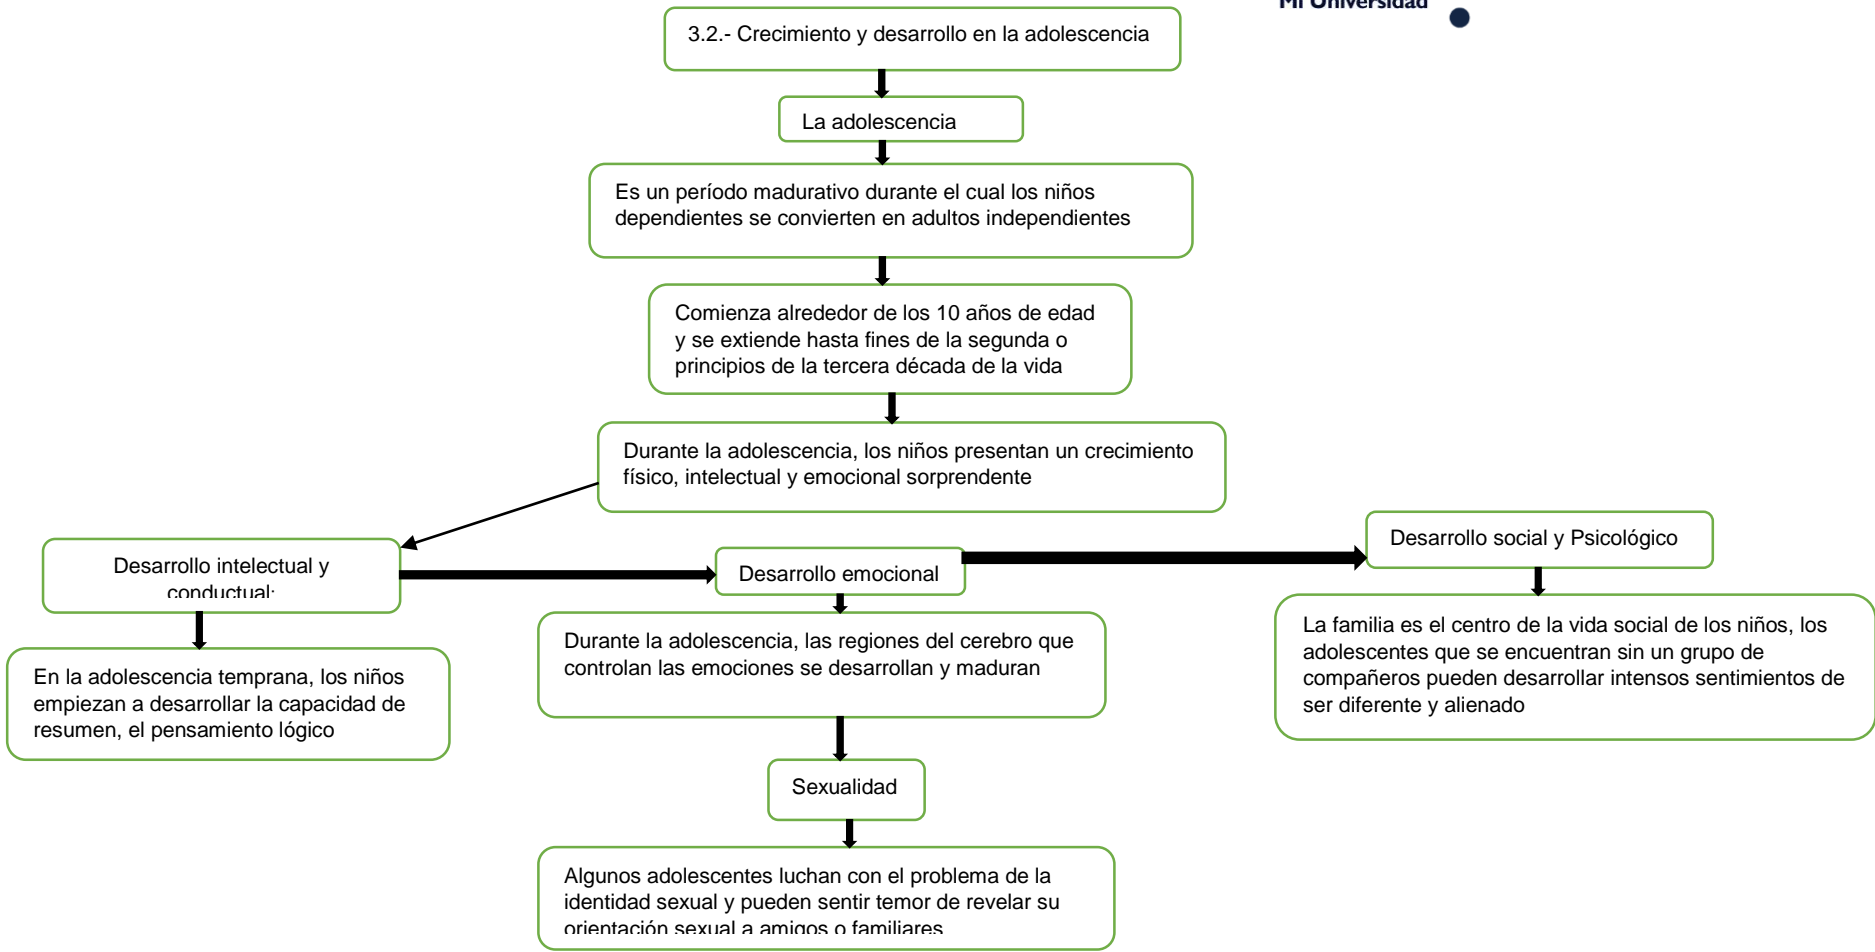 Mi Universidad
3.2.- Crecimiento y desarrollo en la adolescencia
La adolescencia
Es un período madurativo durante el cual los niños
dependientes se convierten en adultos independientes
Comienza alrededor de los 10 años de edad
y se extiende hasta fines de la segunda o
principios de la tercera década de la vida
Durante la adolescencia, los niños presentan un crecimiento
físico, intelectual y emocional sorprendente
Desarrollo intelectual y
conductual:
En la adolescencia temprana, los niños
empiezan a desarrollar la capacidad de
resumen, el pensamiento lógico
Desarrollo emocional
Durante la adolescencia, las regiones del cerebro que
controlan las emociones se desarrollan y maduran
Sexualidad
Algunos adolescentes luchan con el problema de la
identidad sexual y pueden sentir temor de revelar su
orientación sexual a amigos o familiares
Desarrollo social y Psicológico
La familia es el centro de la vida social de los niños, los
adolescentes que se encuentran sin un grupo de
compañeros pueden desarrollar intensos sentimientos de
ser diferente y alienado